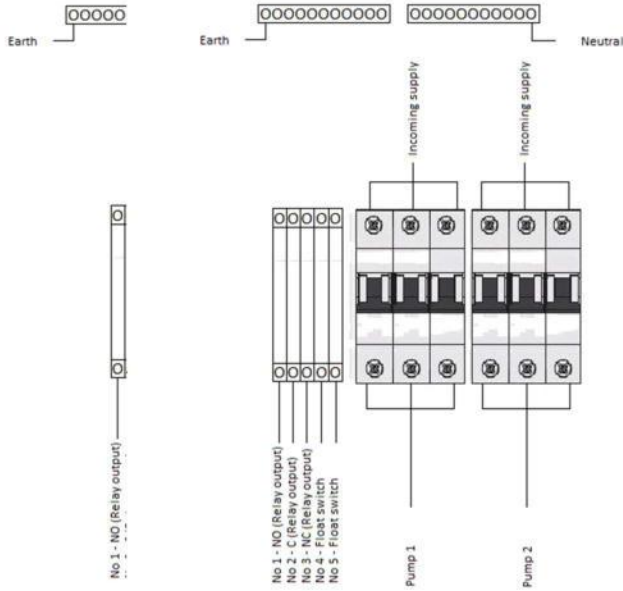 Earth
Earth
Neutral
Incoming supply
Incoming supply
No 1 - NO (Relay output)
No 1 - NO (Relay output)
No 2 - C (Relay output)
No 3 - NC (Relay output)
No 4 - Float switch
No 5 - Float switch
Pump 1
Pump 2